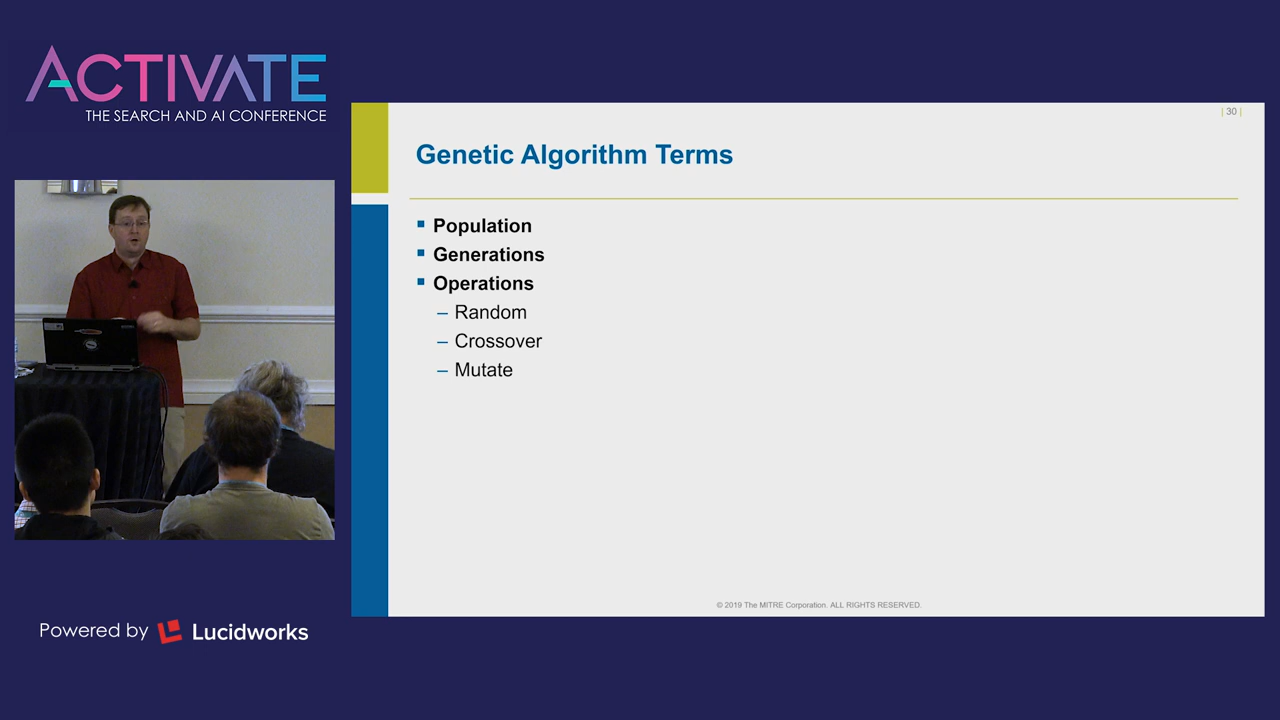 ACTIVATE
THE SEARCH AND AI CONFERENCE
| 30 |
Genetic Algorithm Terms
▪ Population
▪ Generations
▪ Operations
– Random
– Crossover
– Mutate
© 2019 The MITRE Corporation. ALL RIGHTS RESERVED.
Powered by Lucidworks